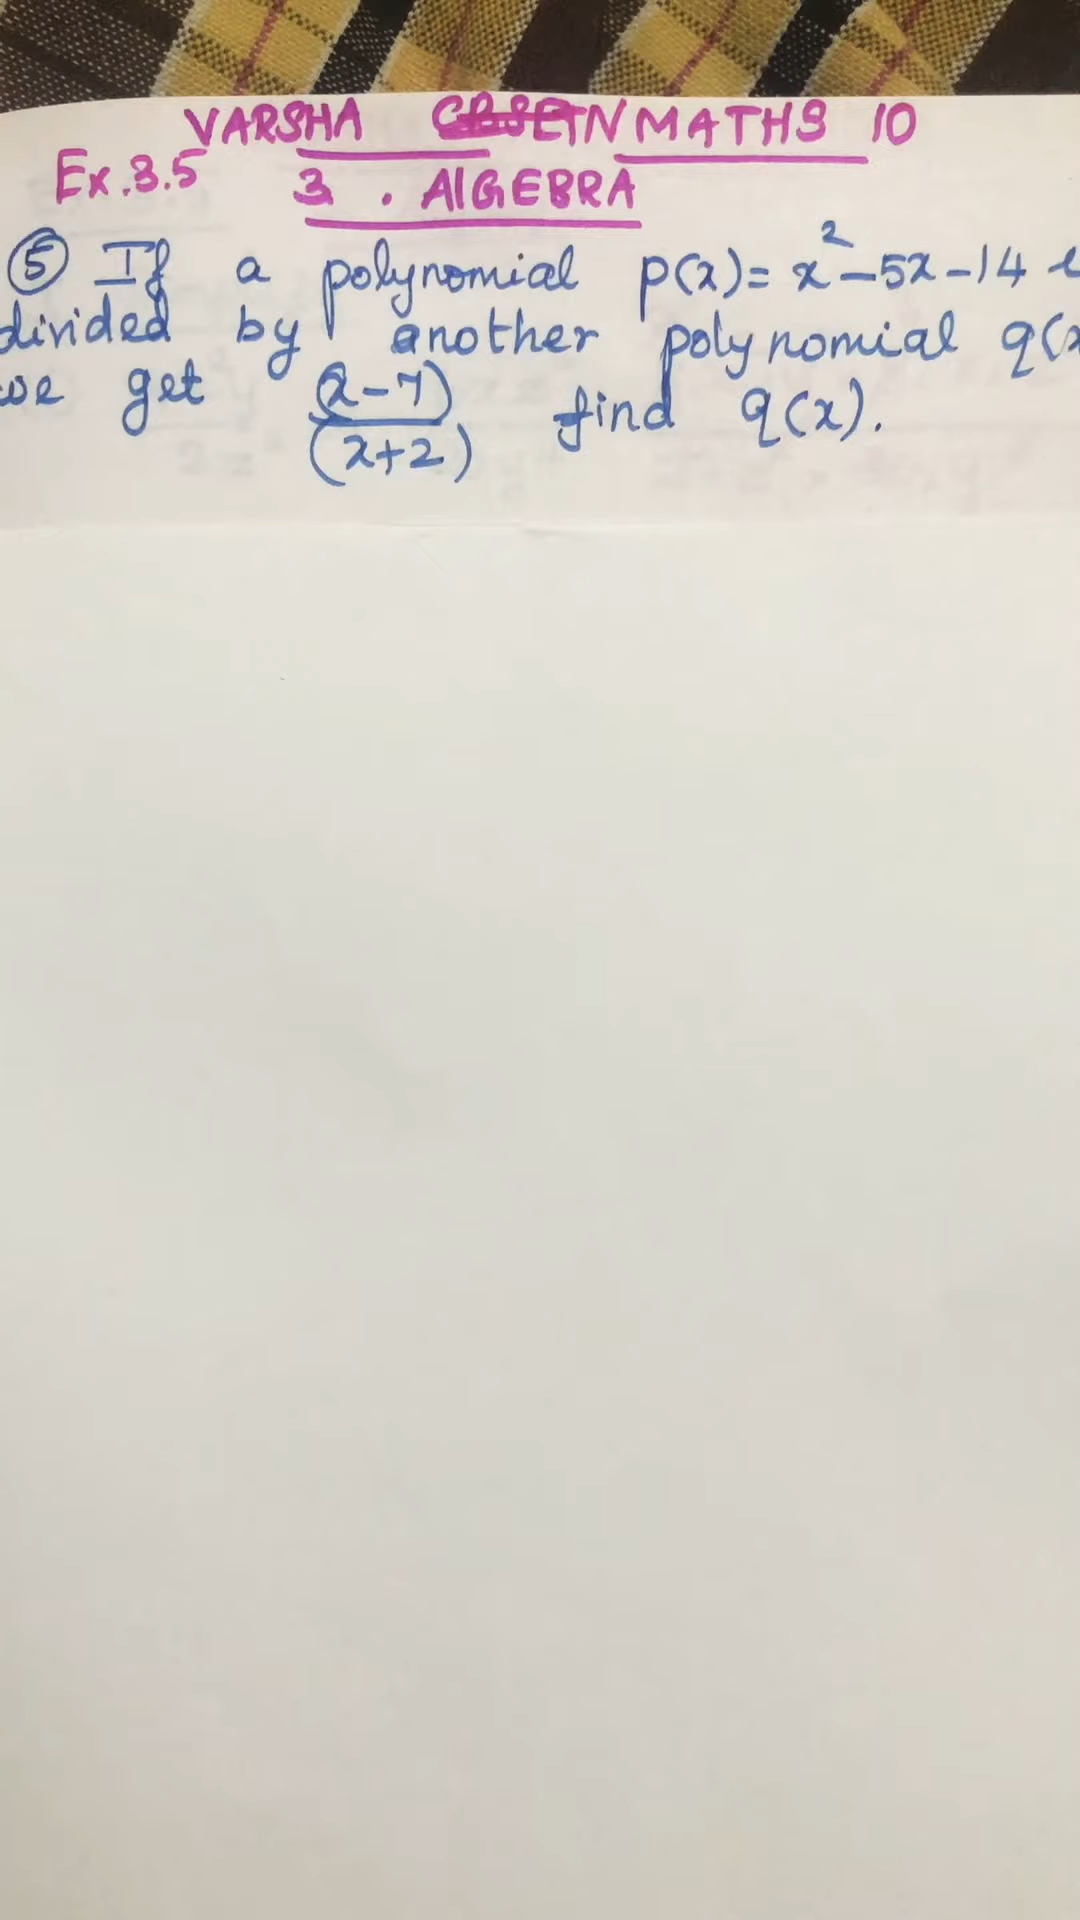 VARSHA TN MATHS 10
Ex.3.5 3. AlGEBRA
⑤ If a polynomial p(x) = x²-5x-14
divided by another polynomial q(x
we get (x-7)/(x+2) find q(x).